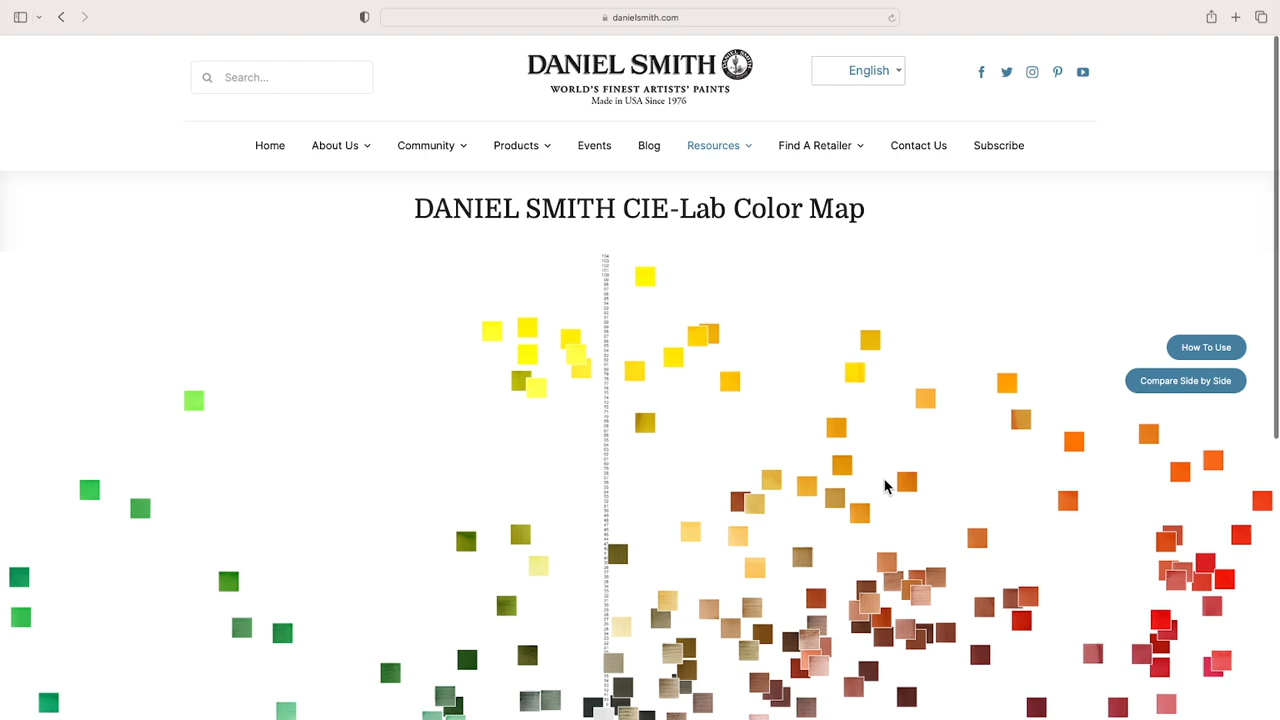 danielsmith.com
Search...
DANIEL SMITH
WORLD'S FINEST ARTISTS' PAINTS
Made in USA Since 1976
English
Home About Us Community Products Events Blog Resources Find A Retailer Contact Us Subscribe
DANIEL SMITH CIE-Lab Color Map
How To Use
Compare Side by Side